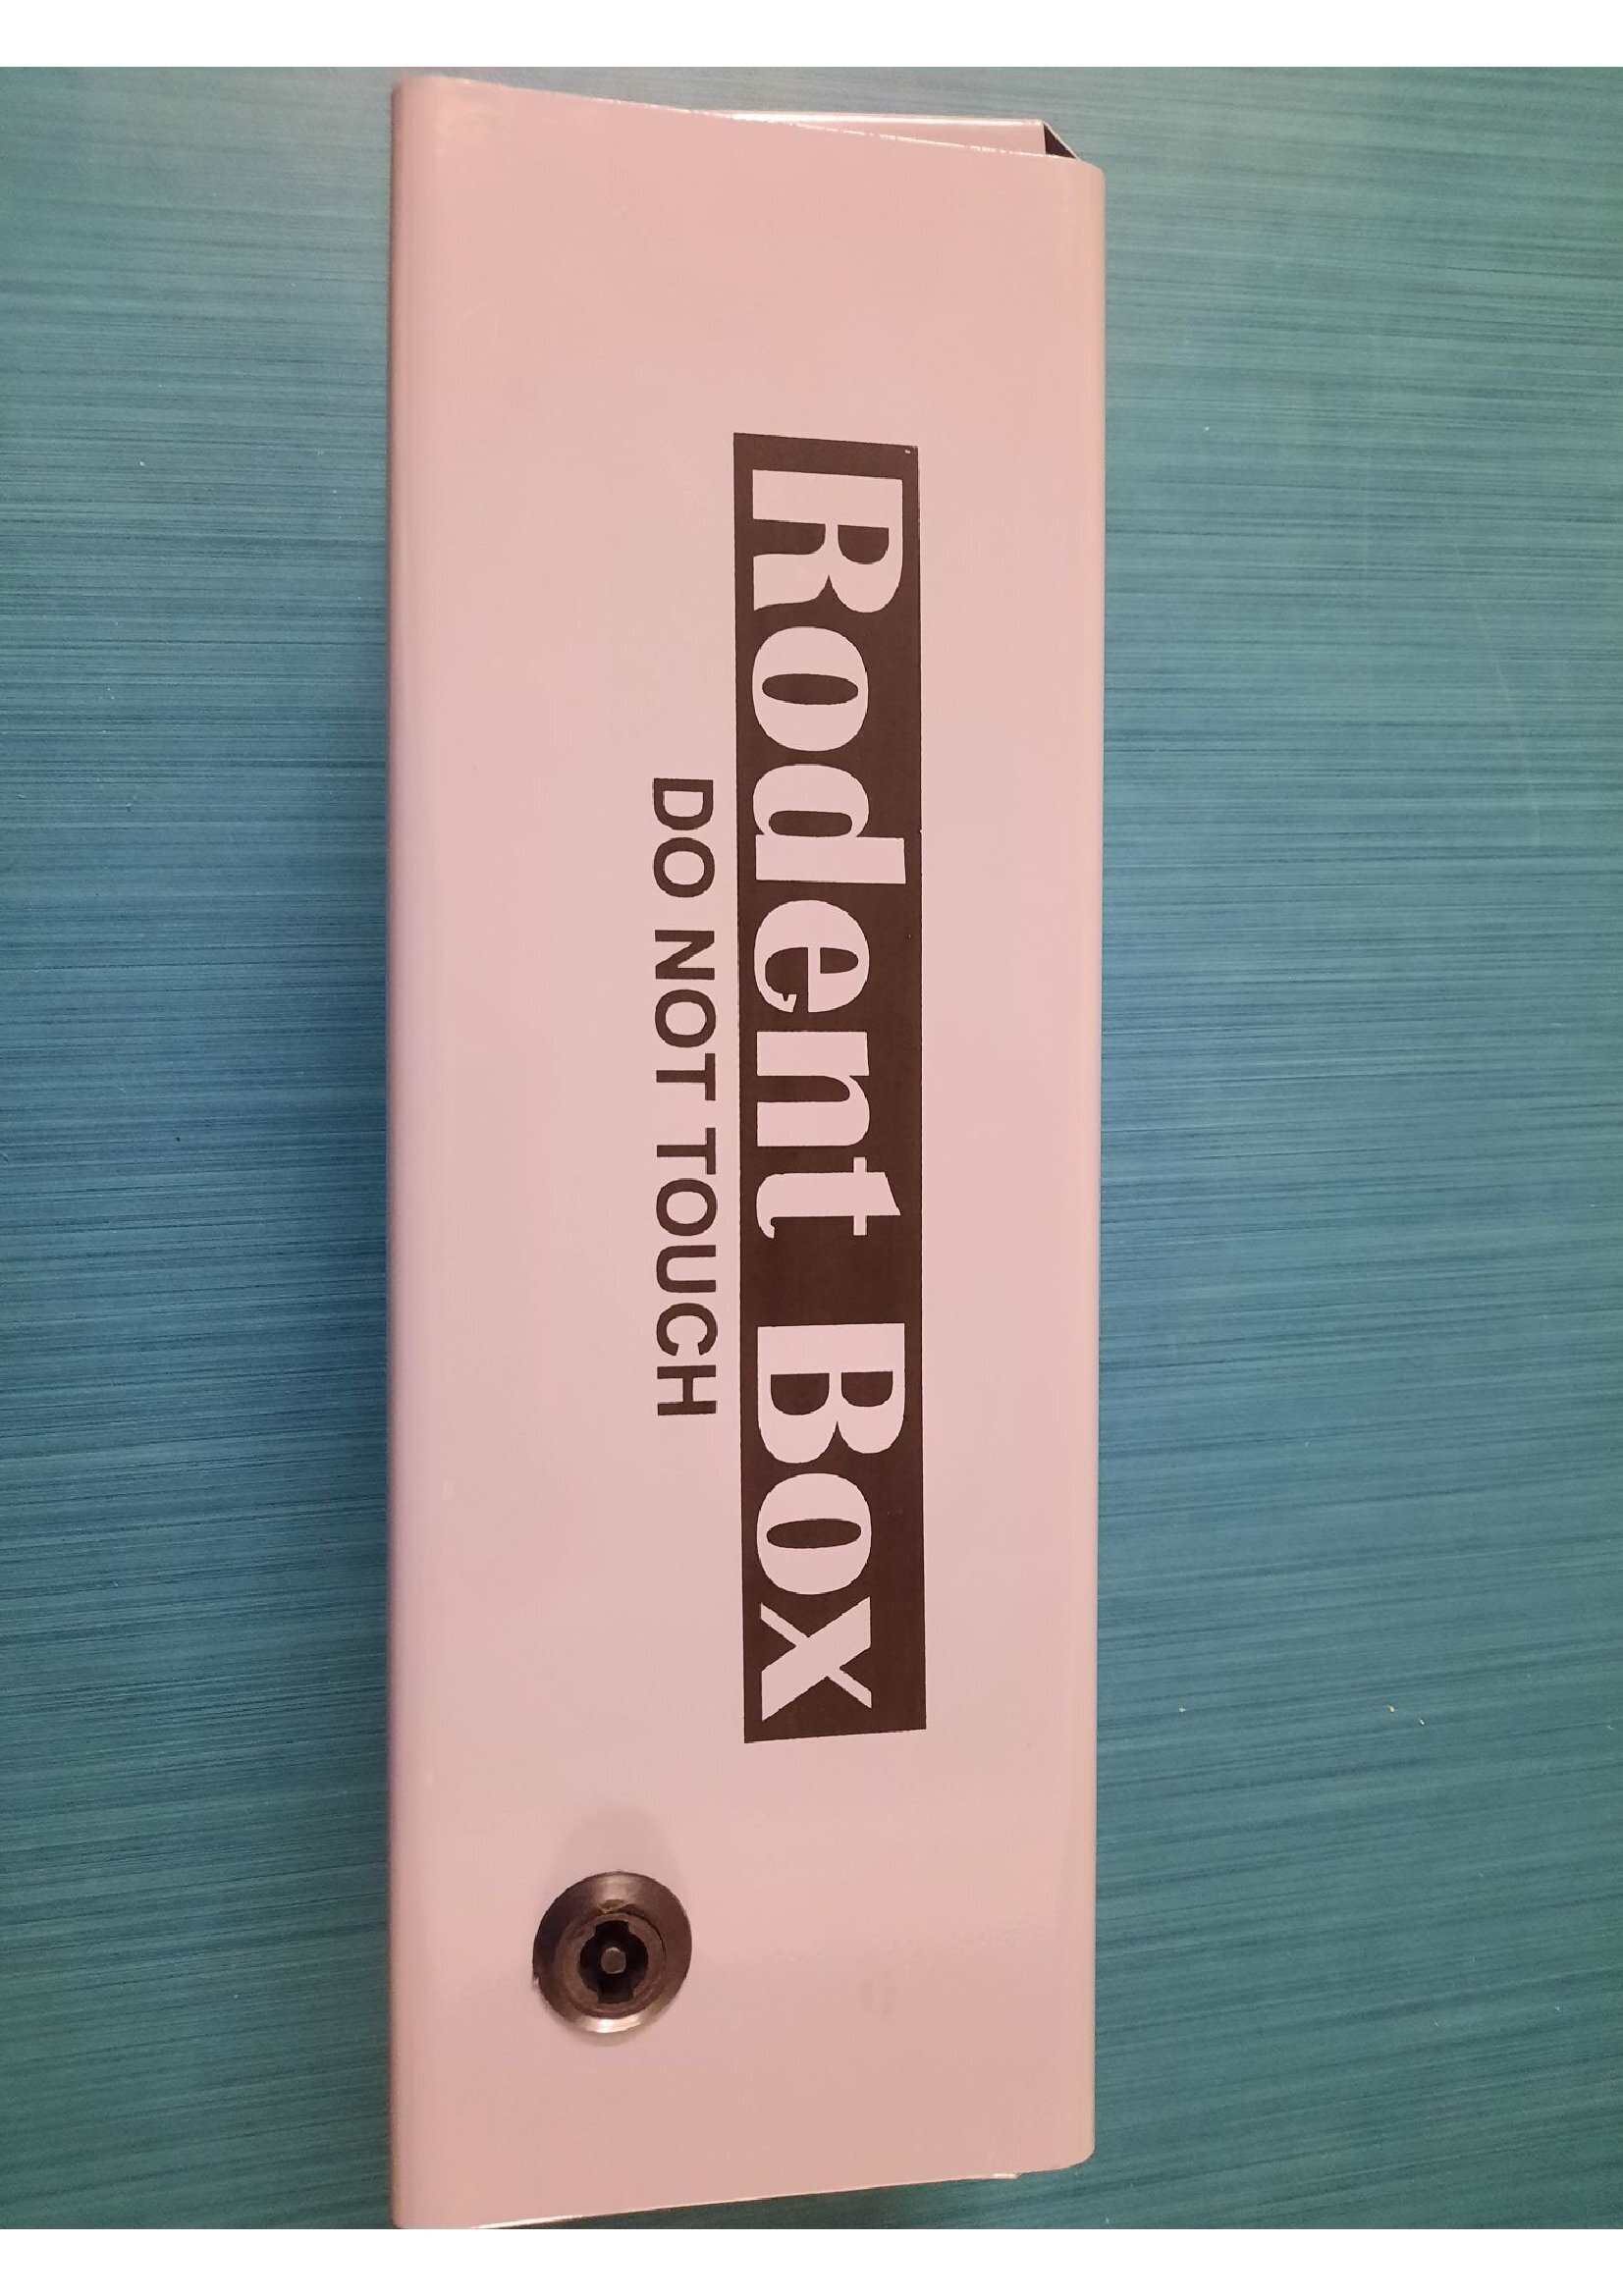 Rodent Box
DO NOT TOUCH